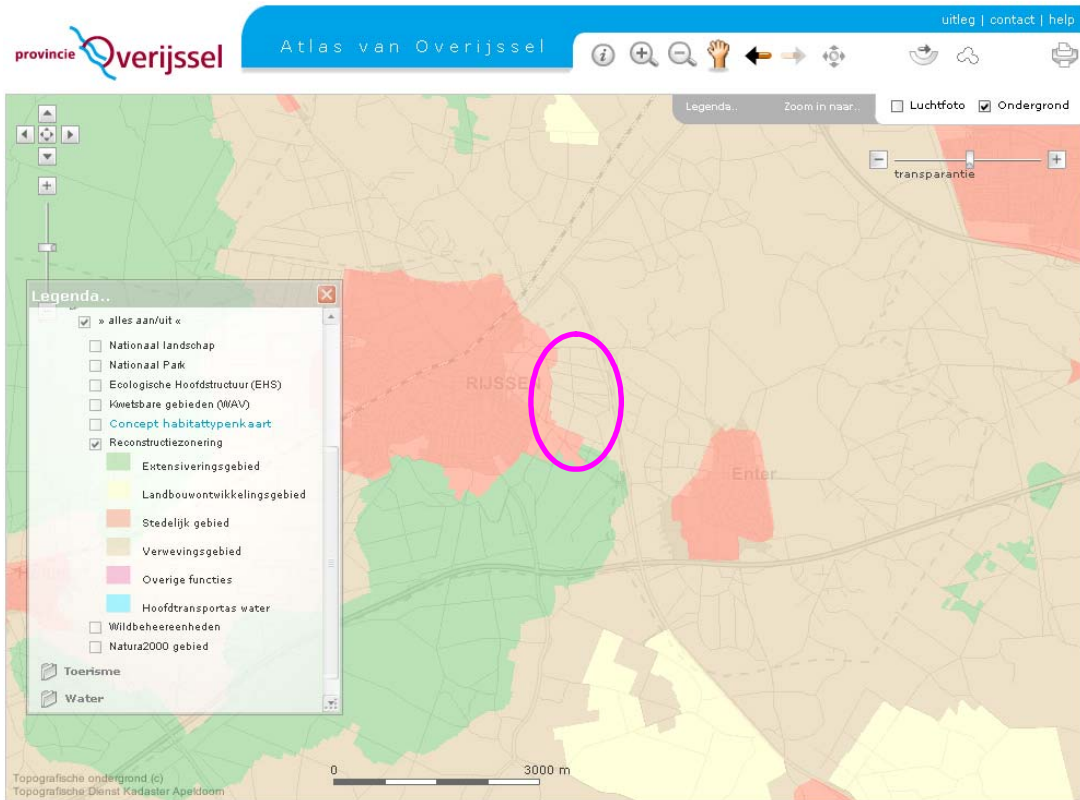 uitleg | contact | help
provincie Overijssel
Atlas van Overijssel
Legenda..
Zoom in naar..
Luchtfoto
Ondergrond
transparantie
Legenda..
» alles aan/uit «
Nationaal landschap
Nationaal Park
Ecologische Hoofdstructuur (EHS)
Kwetsbare gebieden (WAV)
Concept habitattypenkaart
Reconstructiezonering
Extensiveringsgebied
Landbouwontwikkelingsgebied
Stedelijk gebied
Verwevingsgebied
Overige functies
Hoofdtransportas water
Wildbeheereenheden
Natura2000 gebied
Toerisme
Water
RIJSSEN
Enter
0 3000 m
Topografische ondergrond (c)
Topografische Dienst Kadaster Apeldoorn